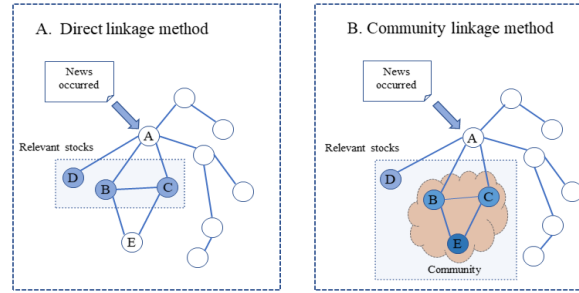 A. Direct linkage method
News
occurred
A
Relevant stocks
D
B
C
E
B. Community linkage method
News
occurred
A
Relevant stocks
D
B
C
E
Community